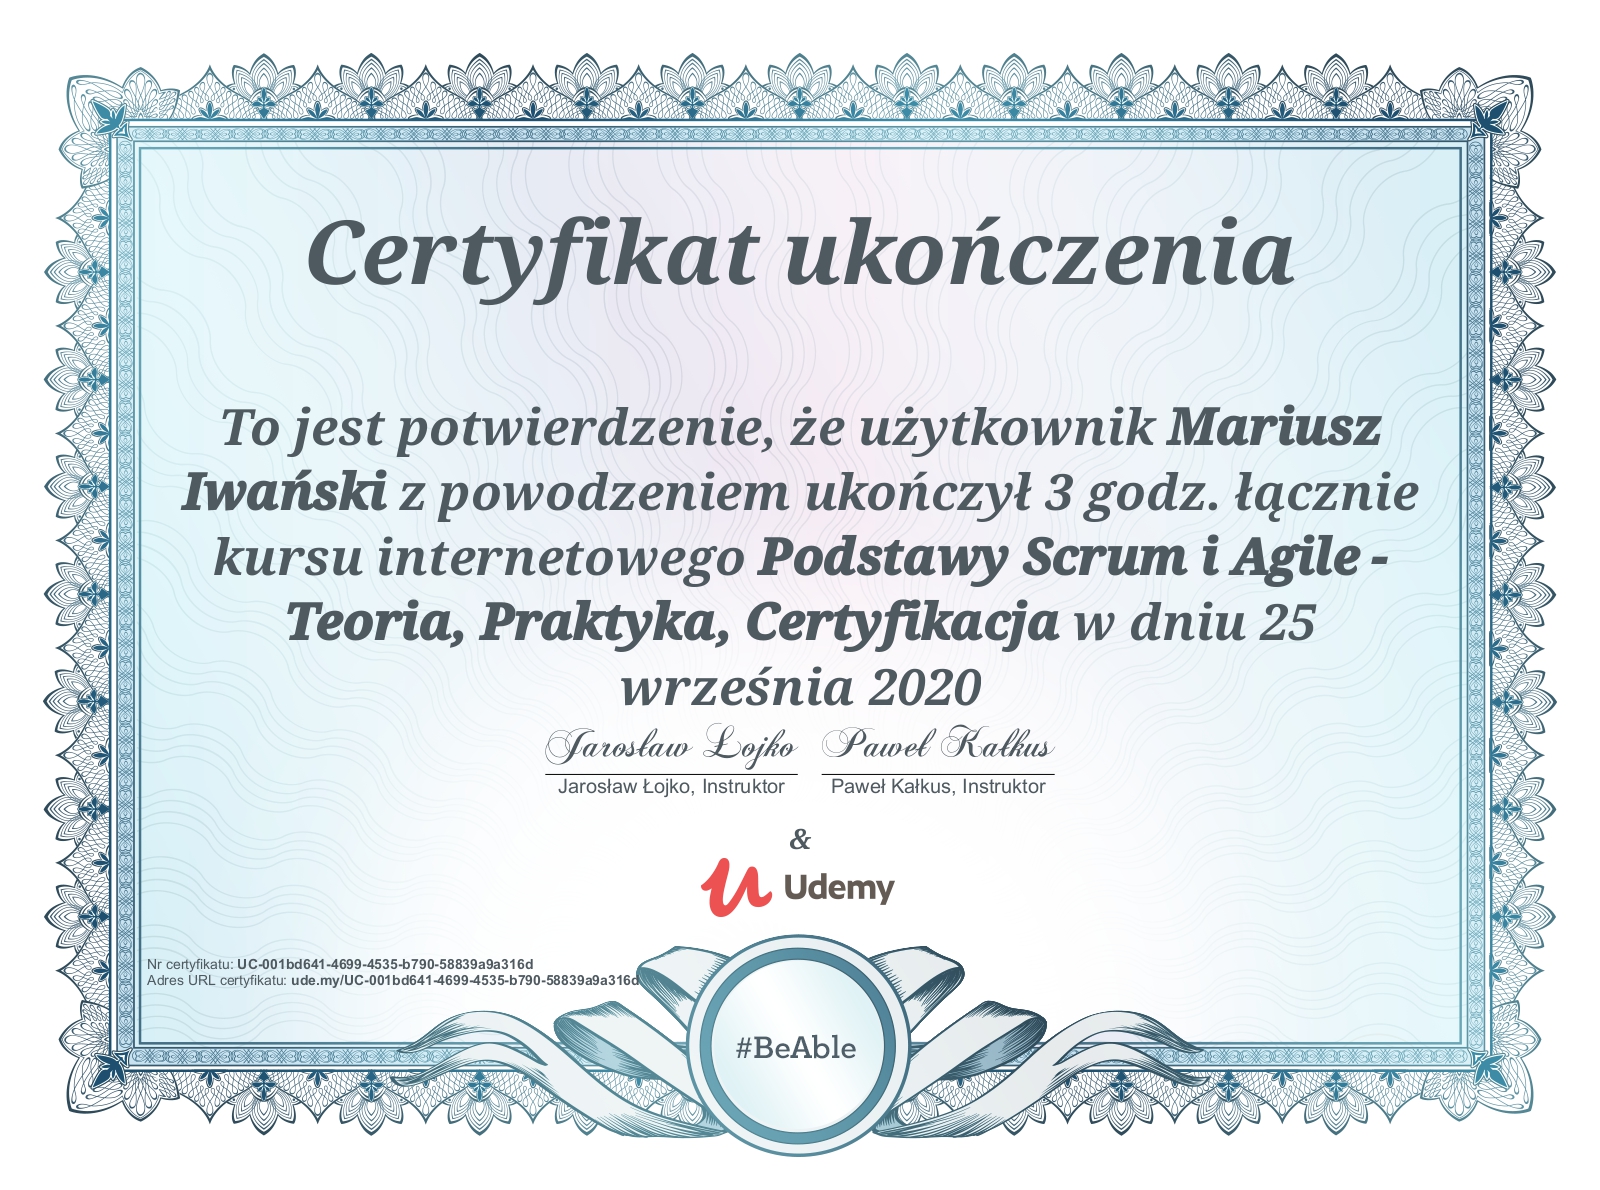 Certyfikat ukończenia
To jest potwierdzenie, że użytkownik Mariusz
Iwański z powodzeniem ukończył 3 godz. łącznie
kursu internetowego Podstawy Scrum i Agile -
Teoria, Praktyka, Certyfikacja w dniu 25
września 2020
Jarosław Łojko Paweł Kałkus
Jarosław Łojko, Instruktor Paweł Kałkus, Instruktor
&
Udemy
Nr certyfikatu: UC-001bd641-4699-4535-b790-58839a9a316d
Adres URL certyfikatu: ude.my/UC-001bd641-4699-4535-b790-58839a9a316d
#BeAble